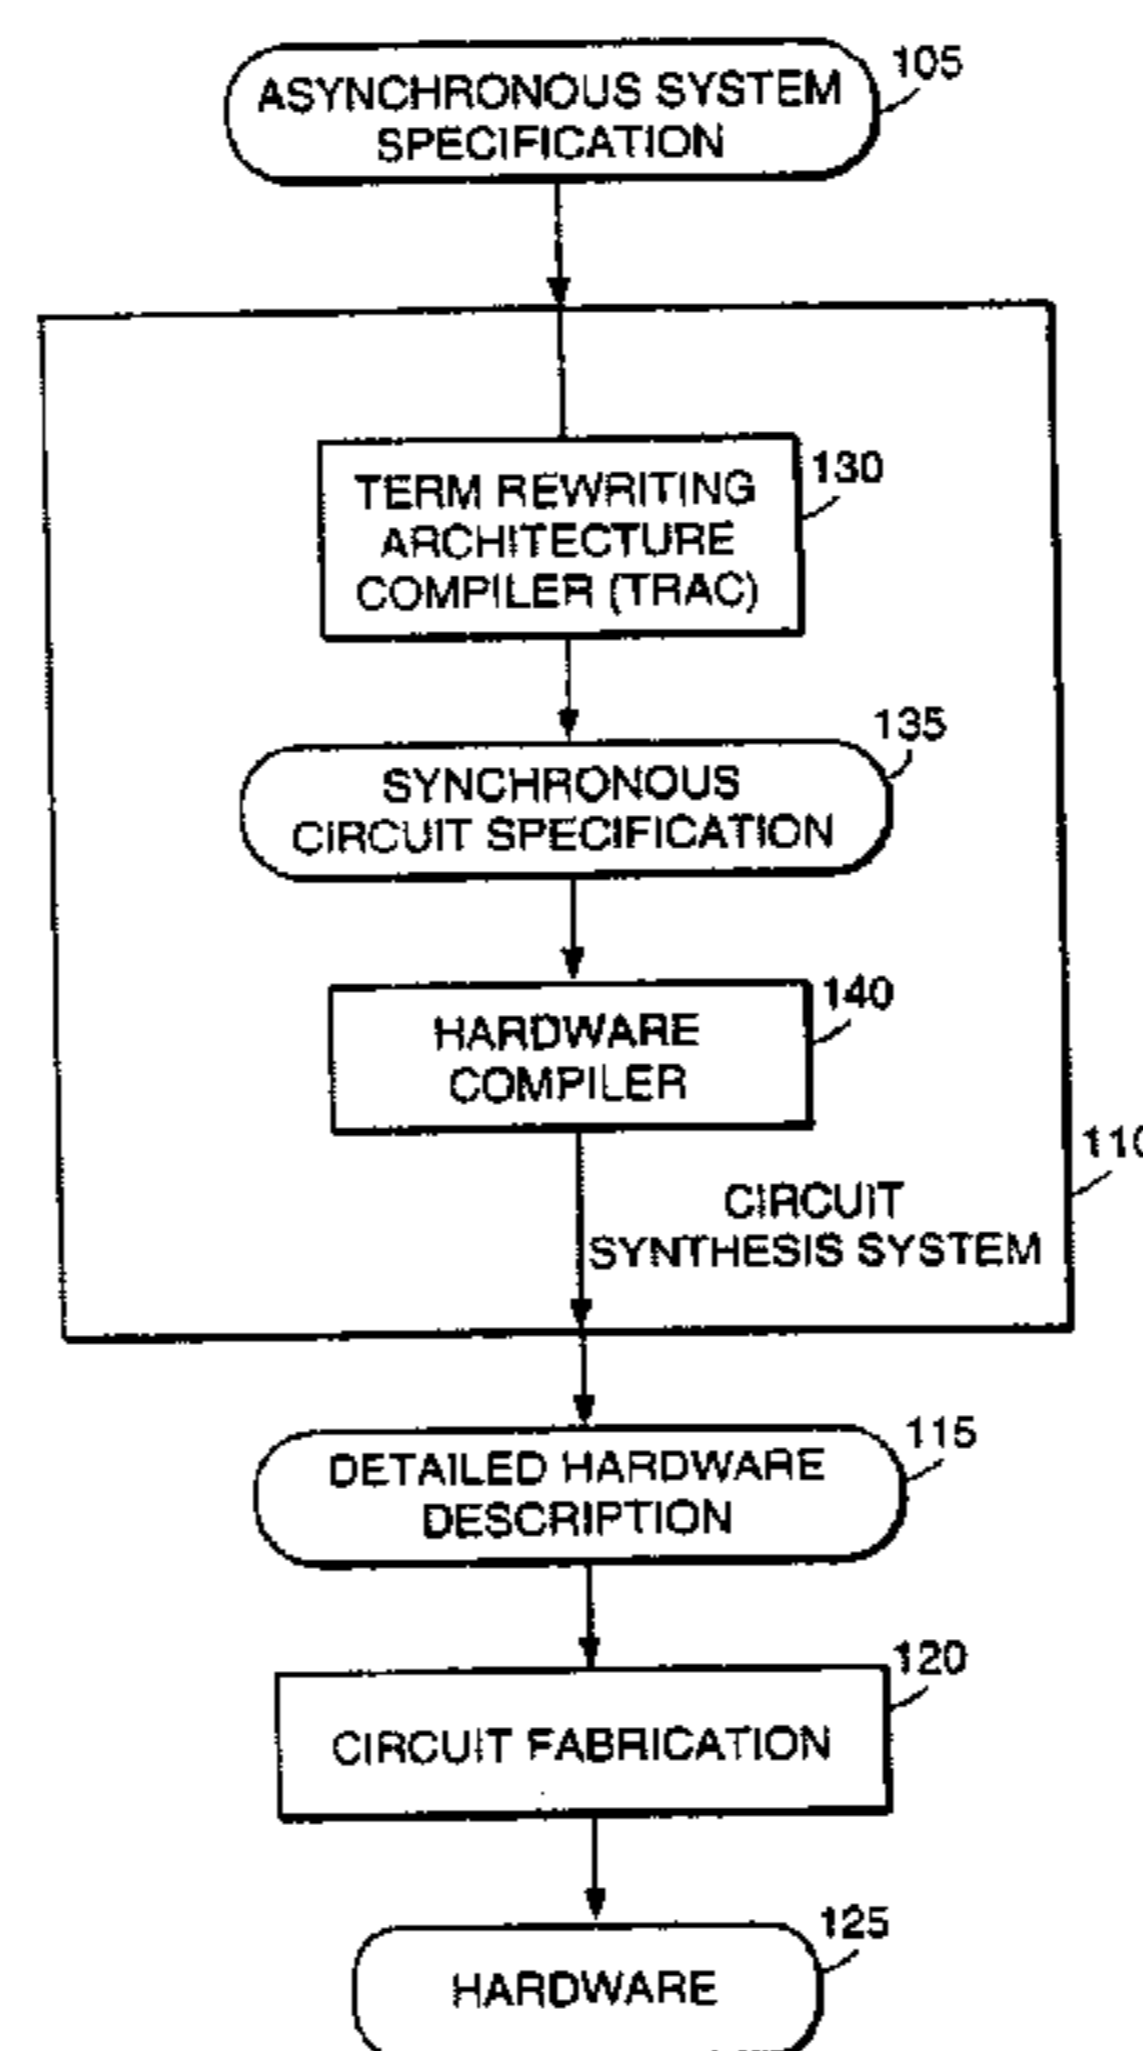 105
ASYNCHRONOUS SYSTEM
SPECIFICATION
130
TERM REWRITING
ARCHITECTURE
COMPILER (TRAC)
135
SYNCHRONOUS
CIRCUIT SPECIFICATION
140
HARDWARE
COMPILER
110
CIRCUIT
SYNTHESIS SYSTEM
115
DETAILED HARDWARE
DESCRIPTION
120
CIRCUIT FABRICATION
125
HARDWARE